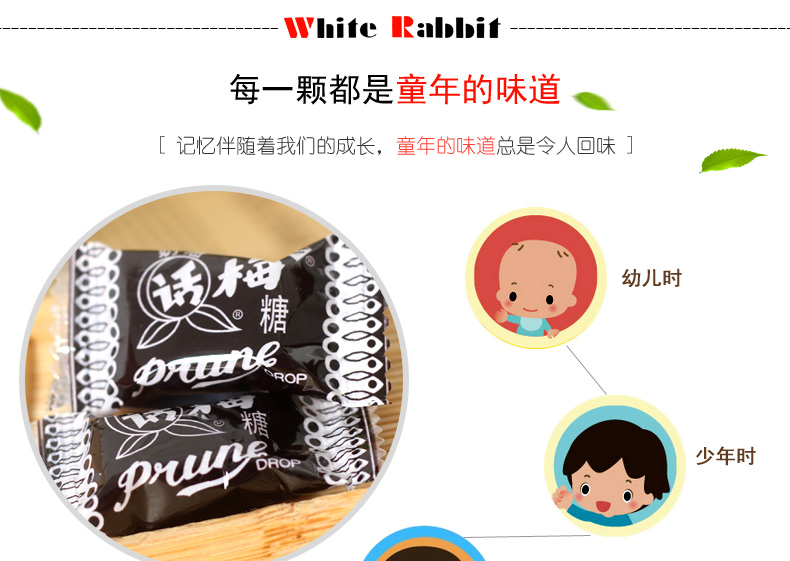 White Rabbit
每一颗都是童年的味道
[ 记忆伴随着我们的成长，童年的味道总是令人回味 ]
幼儿时
话梅®
糖
®
prune
DROP
少年时
话梅
糖
®
prune
DROP